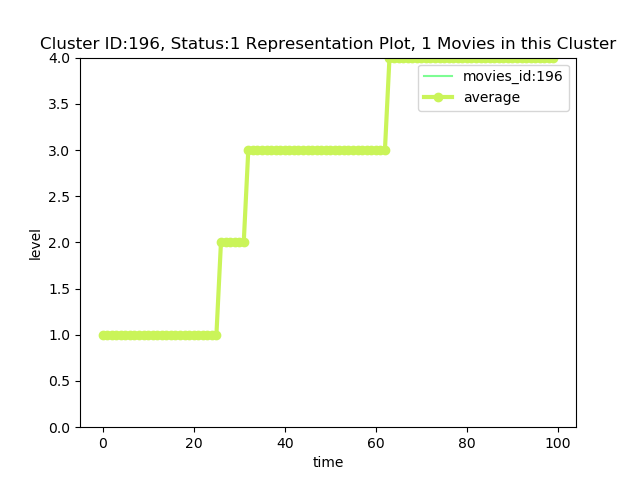 Cluster ID:196, Status:1 Representation Plot, 1 Movies in this Cluster
4.0
3.5
3.0
2.5
2.0
1.5
1.0
0.5
0.0
level
movies_id:196
average
0 20 40 60 80 100
time